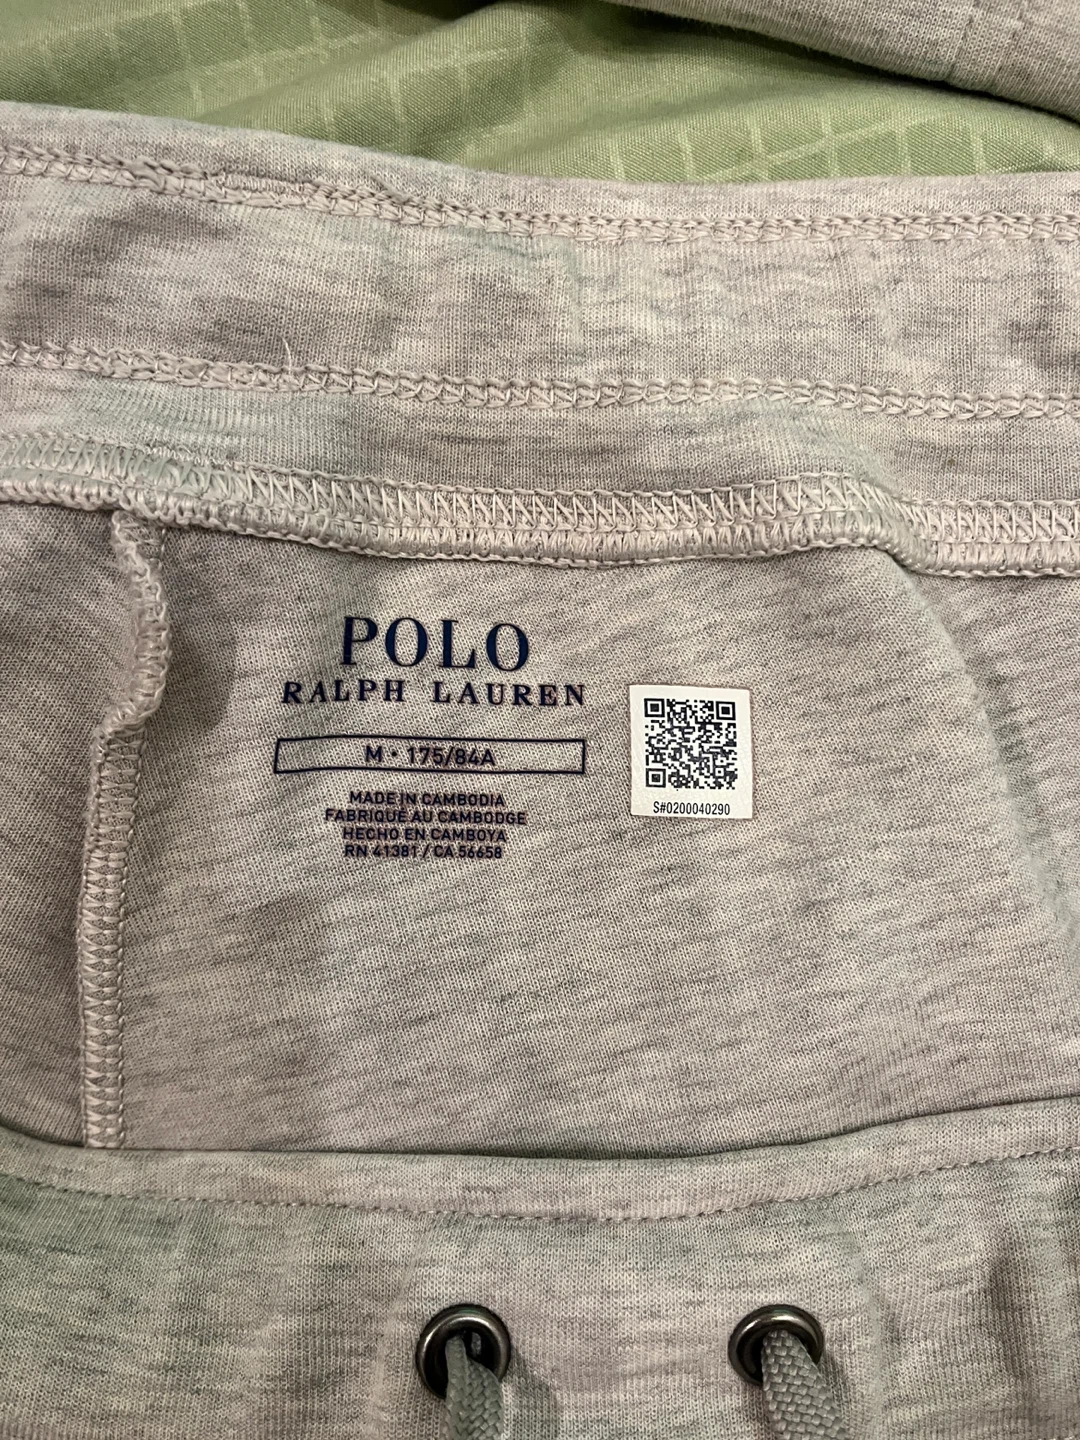 POLO
RALPH LAUREN
M • 175/84A
MADE IN CAMBODIA
FABRIQUÉ AU CAMBODGE
HECHO EN CAMBOYA
RN 41381 / CA 56658
S#0200040290